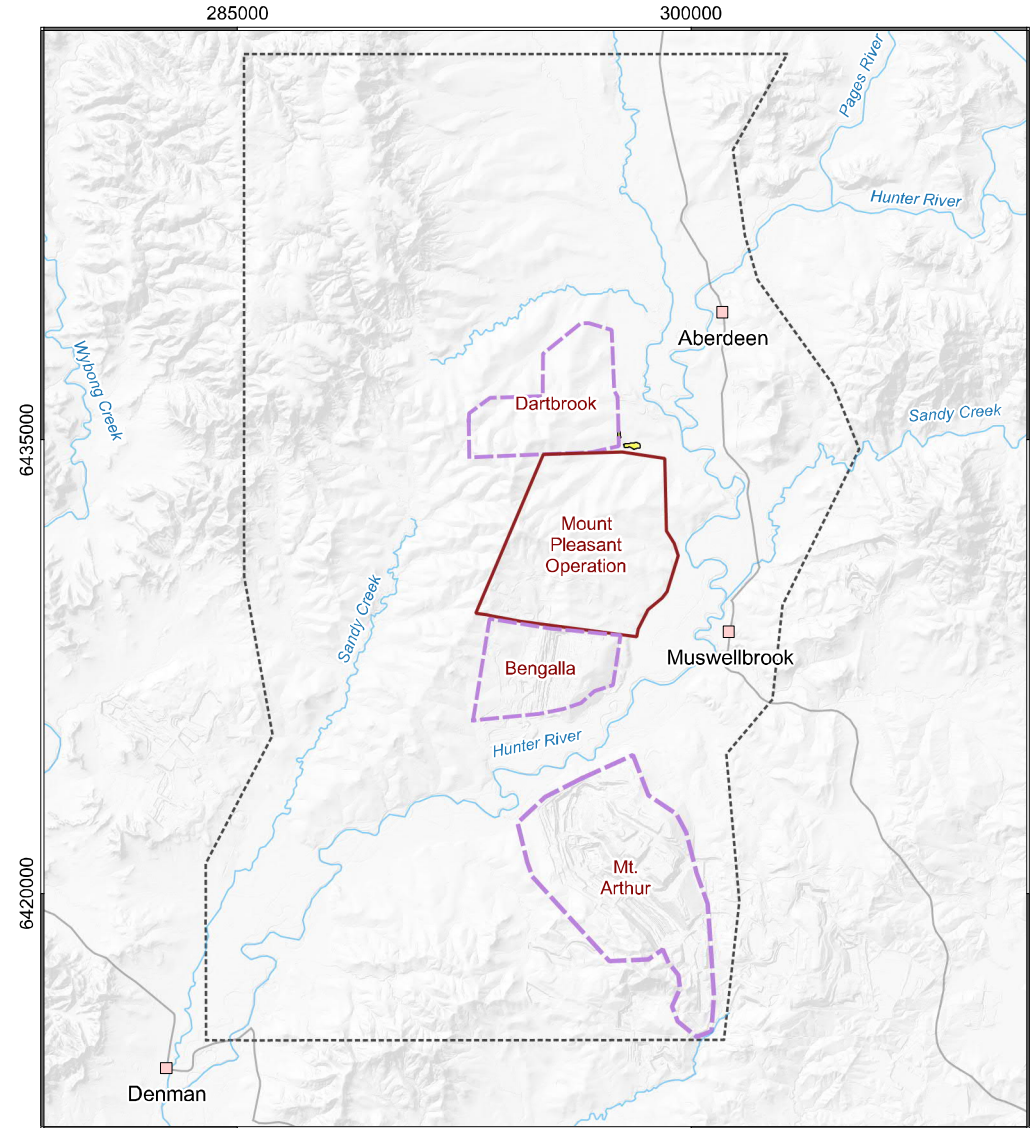 285000
300000
Pages River
Hunter River
Aberdeen
Wybong Creek
Dartbrook
Sandy Creek
6435000
Mount
Pleasant
Operation
Sandy Creek
Muswellbrook
Bengalla
Hunter River
Mt.
Arthur
6420000
Denman